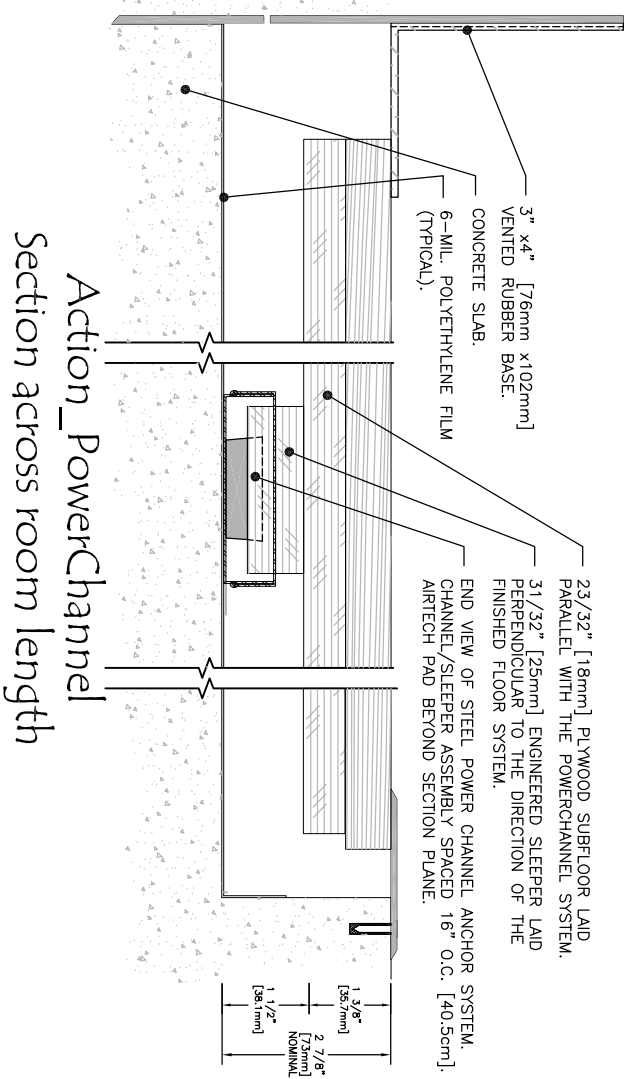 3" x4" [76mm x102mm]
VENTED RUBBER BASE.
CONCRETE SLAB.
6-MIL. POLYETHYLENE FILM
(TYPICAL).
23/32" [18mm] PLYWOOD SUBFLOOR LAID
PARALLEL WITH THE POWERCHANNEL SYSTEM.
31/32" [25mm] ENGINEERED SLEEPER LAID
PERPENDICULAR TO THE DIRECTION OF THE
FINISHED FLOOR SYSTEM.
END VIEW OF STEEL POWER CHANNEL ANCHOR SYSTEM.
CHANNEL/SLEEPER ASSEMBLY SPACED 16" O.C. [40.5cm].
AIRTECH PAD BEYOND SECTION PLANE.
1 3/8"
[35.7mm]
1 1/2"
[38.1mm]
2 7/8"
[73mm]
NOMINAL
Action_PowerChannel
Section across room length